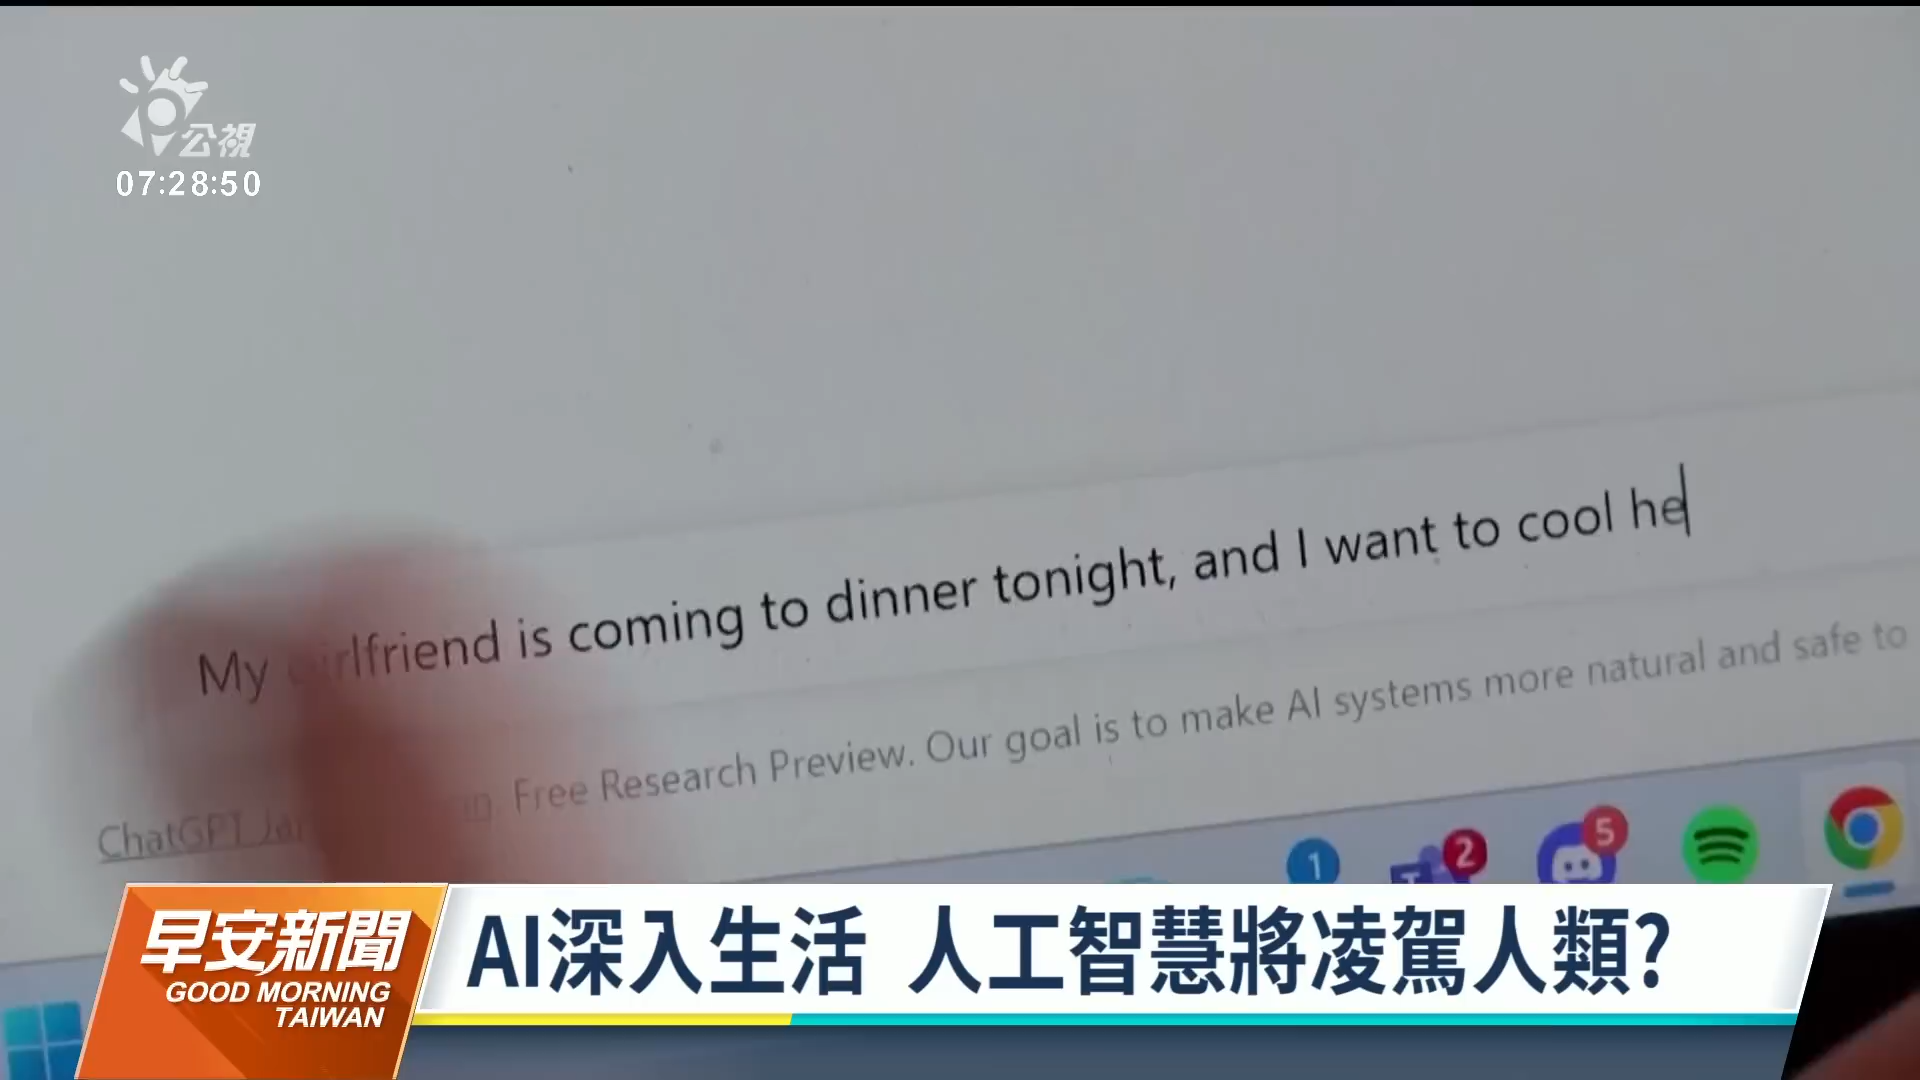 公視
07:28:50
My irlfriend is coming to dinner tonight, and I want to cool he
ChatGPT Free Research Preview. Our goal is to make AI systems more natural and safe to
1
2
5
早安新聞
GOOD MORNING
TAIWAN
AI深入生活 人工智慧將凌駕人類?